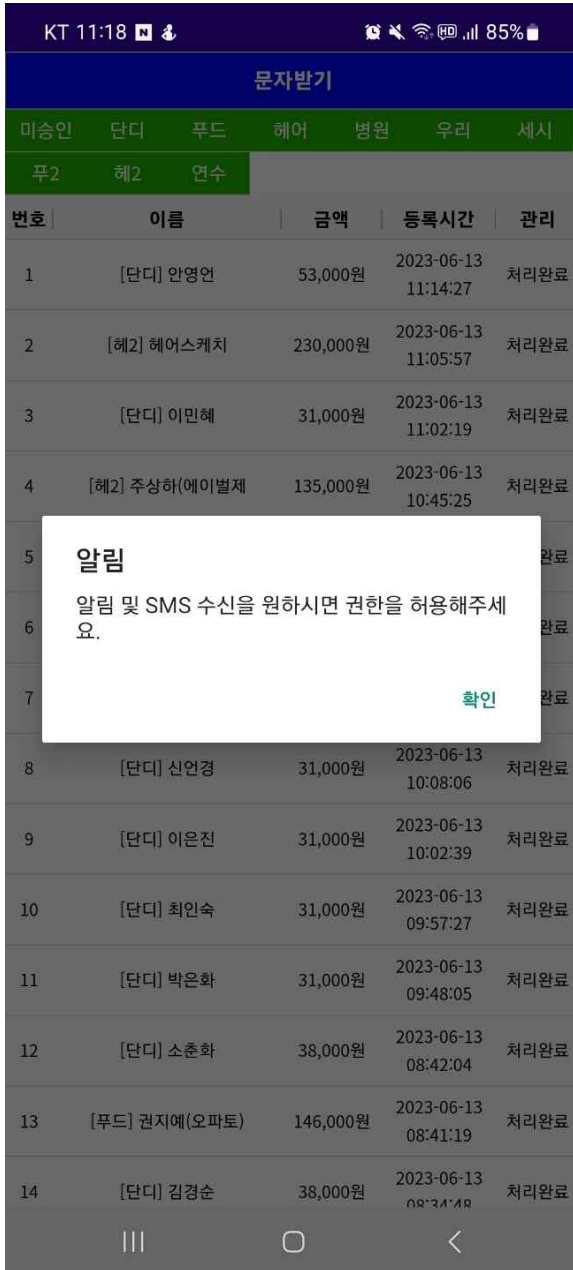 KT 11:18
85%
문자받기
미승인 단디 푸드 헤어 병원 우리 세시
푸2 헤2 연수
번호 이름 금액 등록시간 관리
1 [단디] 안영언 53,000원 2023-06-13 11:14:27 처리완료
2 [헤2] 헤어스케치 230,000원 2023-06-13 11:05:57 처리완료
3 [단디] 이민혜 31,000원 2023-06-13 11:02:19 처리완료
4 [헤2] 주상하(에이벌제 135,000원 2023-06-13 10:45:25 처리완료
5 완료
6 완료
7 완료
알림
알림 및 SMS 수신을 원하시면 권한을 허용해주세
요.
확인
8 [단디] 신언경 31,000원 2023-06-13 10:08:06 처리완료
9 [단디] 이은진 31,000원 2023-06-13 10:02:39 처리완료
10 [단디] 최인숙 31,000원 2023-06-13 09:57:27 처리완료
11 [단디] 박은화 31,000원 2023-06-13 09:48:05 처리완료
12 [단디] 소춘화 38,000원 2023-06-13 08:42:04 처리완료
13 [푸드] 권지예(오파토) 146,000원 2023-06-13 08:41:19 처리완료
14 [단디] 김경순 38,000원 2023-06-13 08:34:48 처리완료